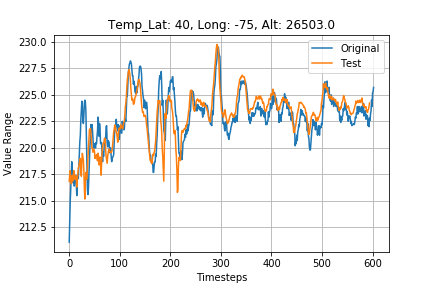 Temp_Lat: 40, Long: -75, Alt: 26503.0
Original
Test
Value Range
230.0
227.5
225.0
222.5
220.0
217.5
215.0
212.5
0 100 200 300 400 500 600
Timesteps